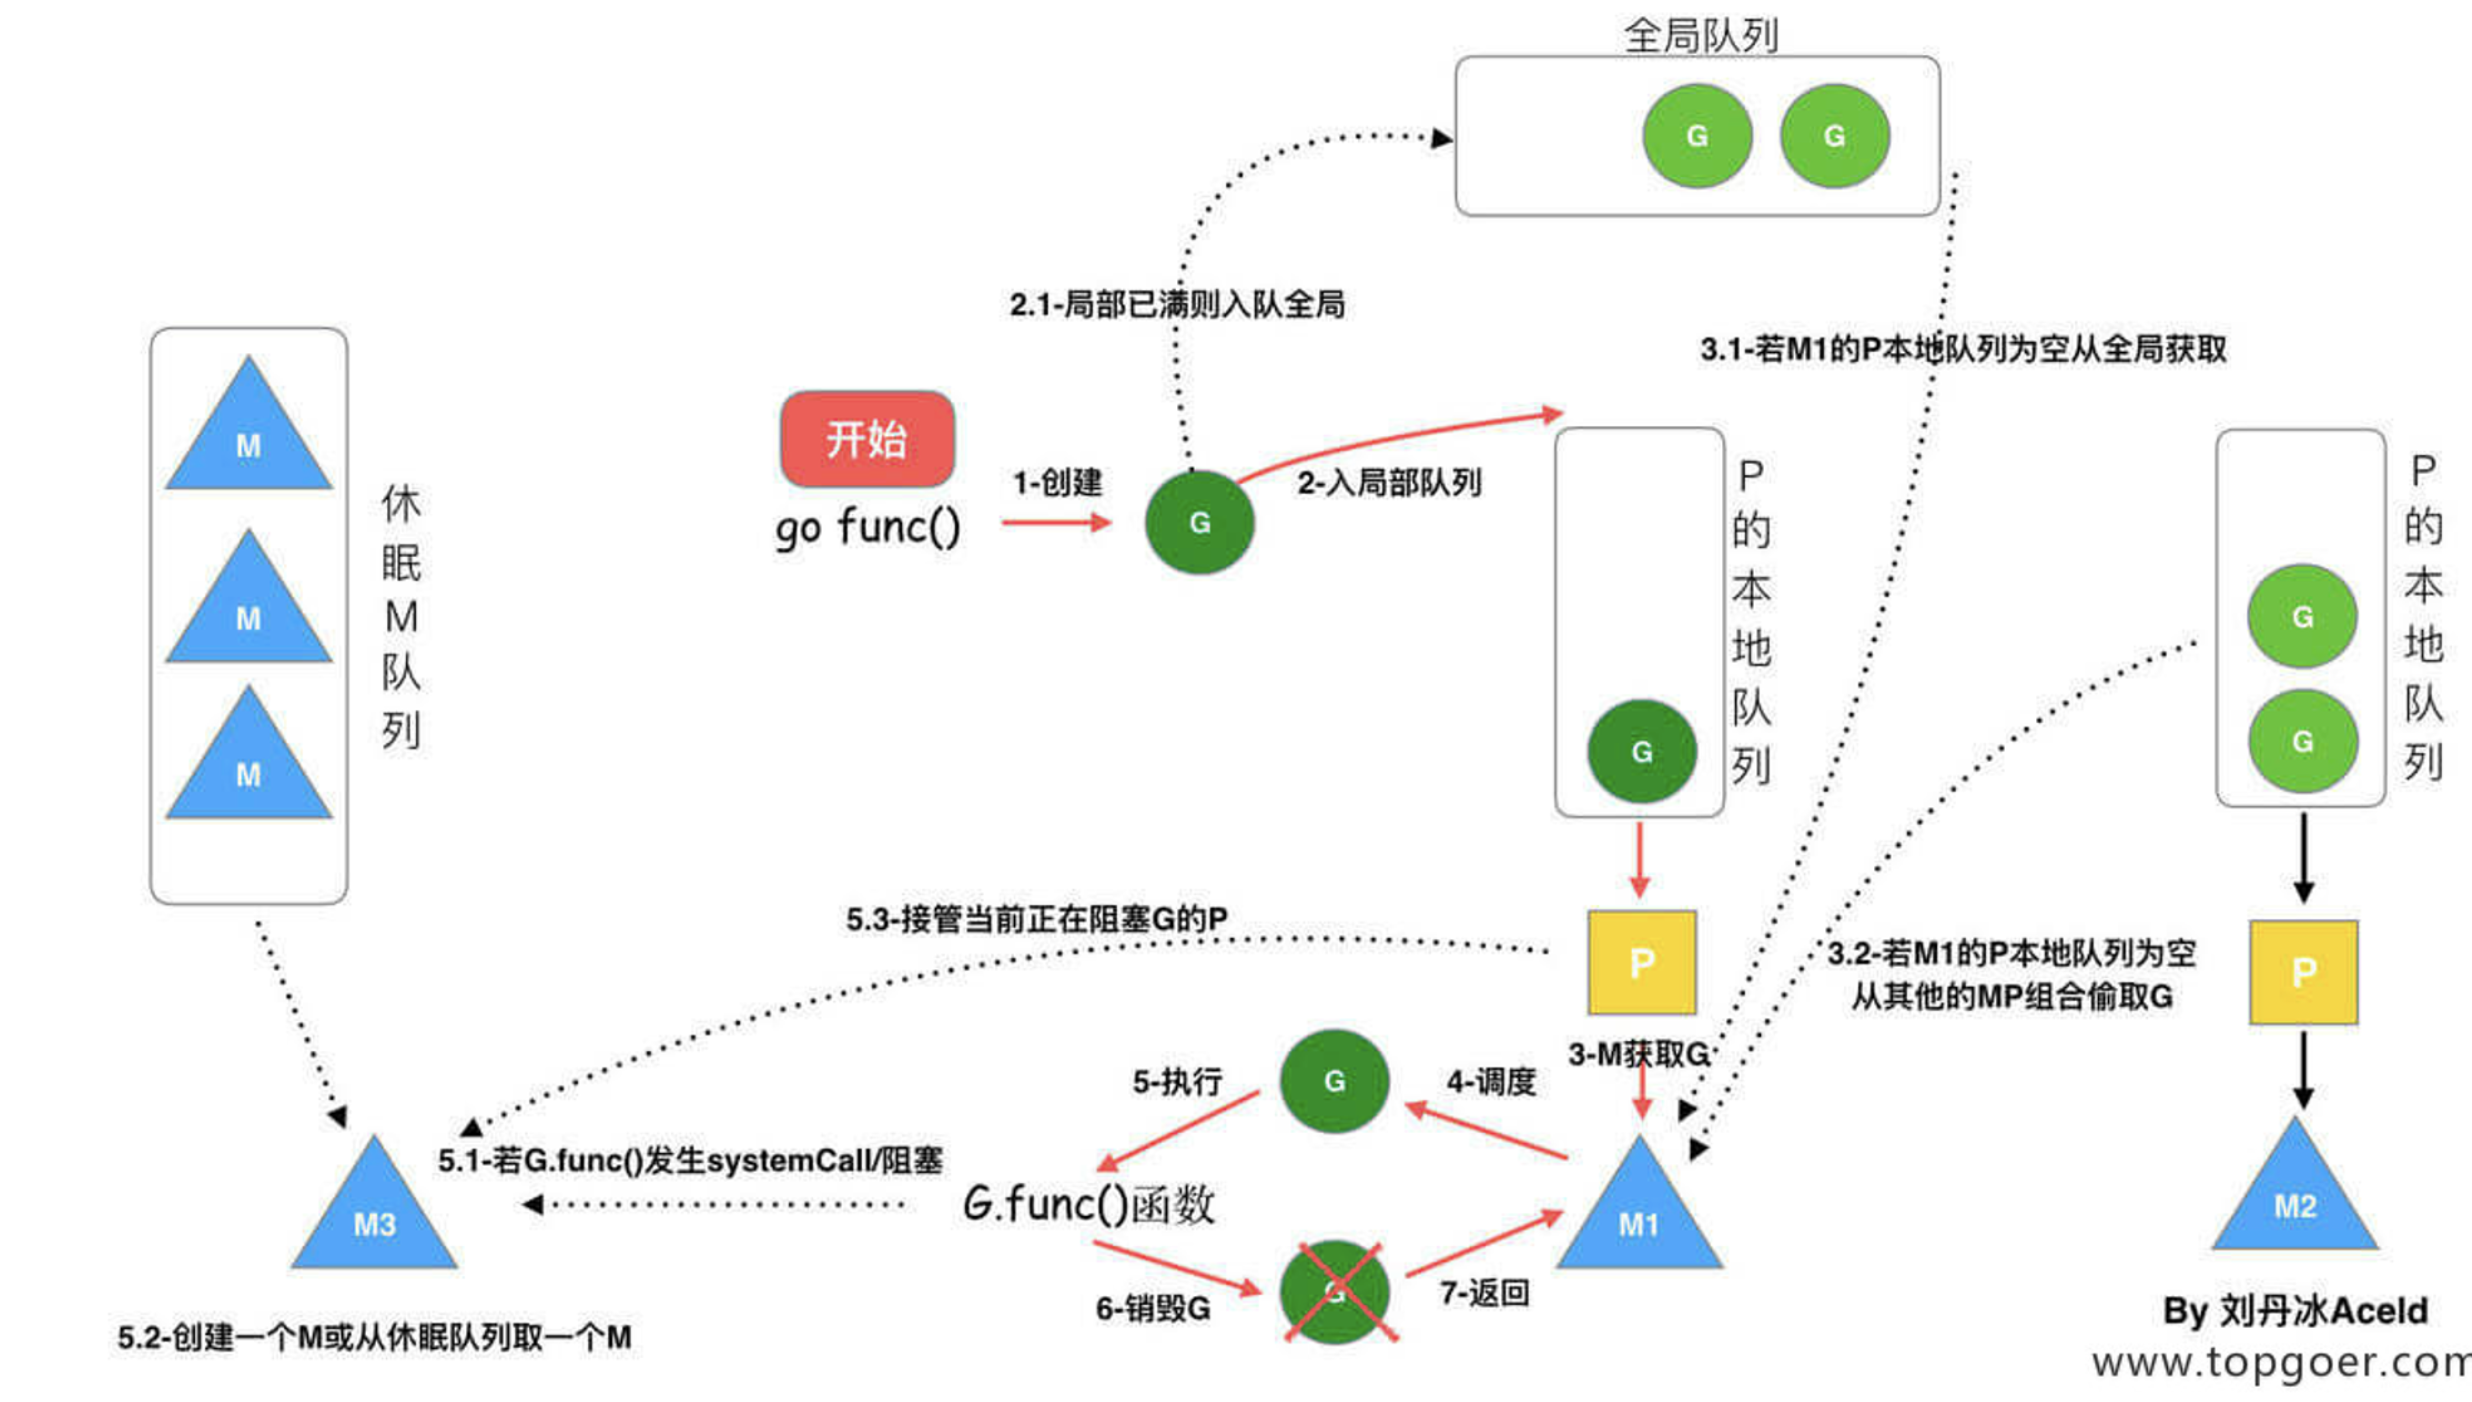 全局队列
G
G
2.1-局部已满则入队全局
3.1-若M1的P本地队列为空从全局获取
开始
go func()
1-创建
G
2-入局部队列
M
M
M
休眠M队列
G
P的本地队列
G
G
P的本地队列
5.3-接管当前正在阻塞G的P
P
3.2-若M1的P本地队列为空
从其他的MP组合偷取G
P
3-M获取G
5-执行
G
4-调度
5.1-若G.func()发生systemCall/阻塞
G.func()函数
M3
M1
M2
6-销毁G
G
7-返回
5.2-创建一个M或从休眠队列取一个M
By 刘丹冰Aceld
www.topgoer.com